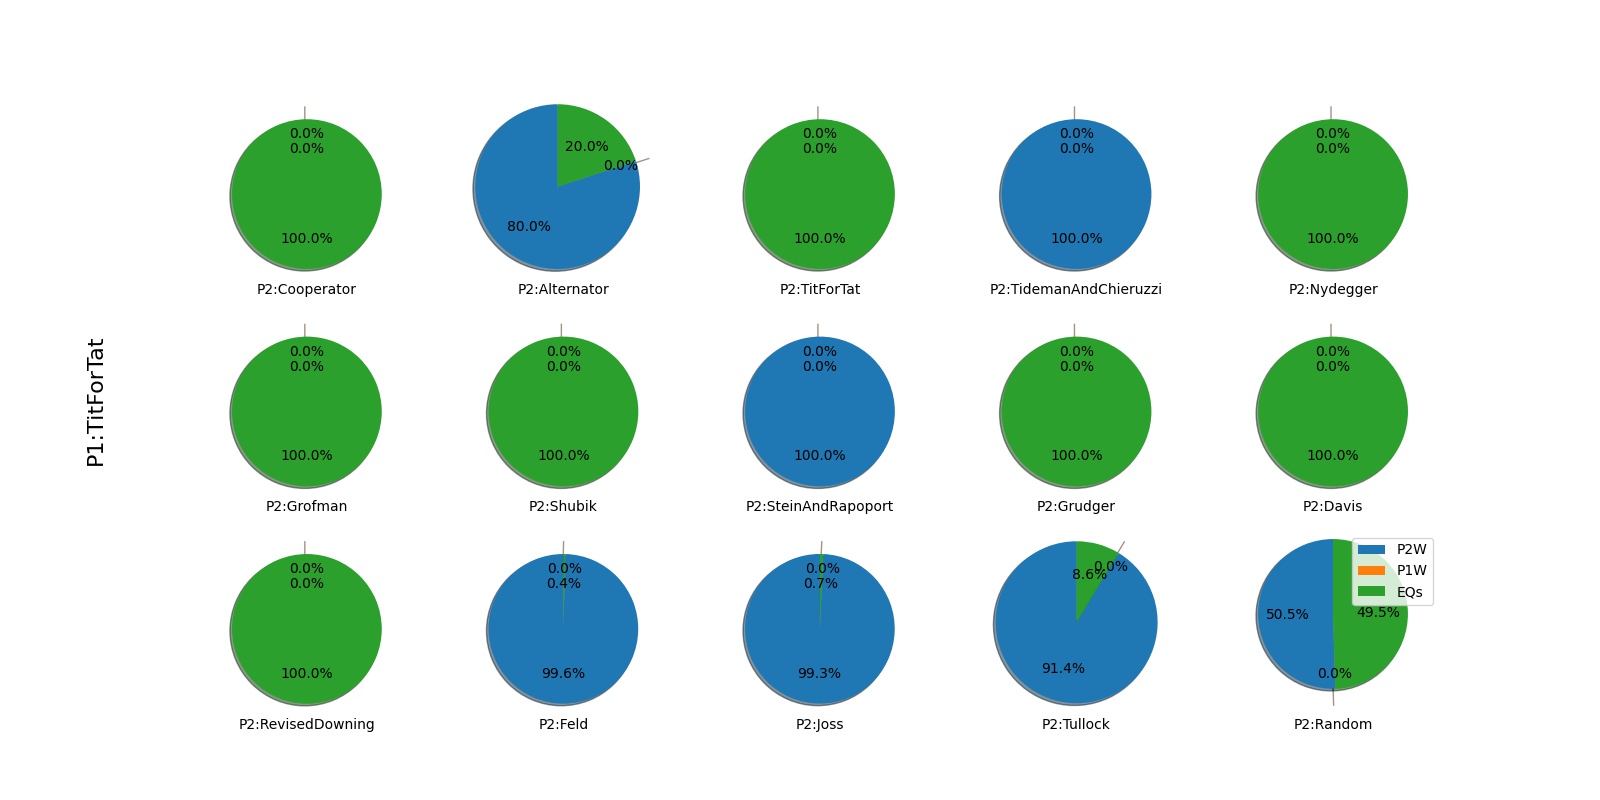 0.0%
0.0%
100.0%
P2:Cooperator
20.0%
0.0%
80.0%
P2:Alternator
0.0%
0.0%
100.0%
P2:TitForTat
0.0%
0.0%
100.0%
P2:TidemanAndChieruzzi
0.0%
0.0%
100.0%
P2:Nydegger
P1:TitForTat
0.0%
0.0%
100.0%
P2:Grofman
0.0%
0.0%
100.0%
P2:Shubik
0.0%
0.0%
100.0%
P2:SteinAndRapoport
0.0%
0.0%
100.0%
P2:Grudger
0.0%
0.0%
100.0%
P2:Davis
0.0%
0.0%
100.0%
P2:RevisedDowning
0.0%
0.4%
99.6%
P2:Feld
0.0%
0.7%
99.3%
P2:Joss
0.0%
8.6%
91.4%
P2:Tullock
P2W
P1W
EQs
50.5%
49.5%
0.0%
P2:Random